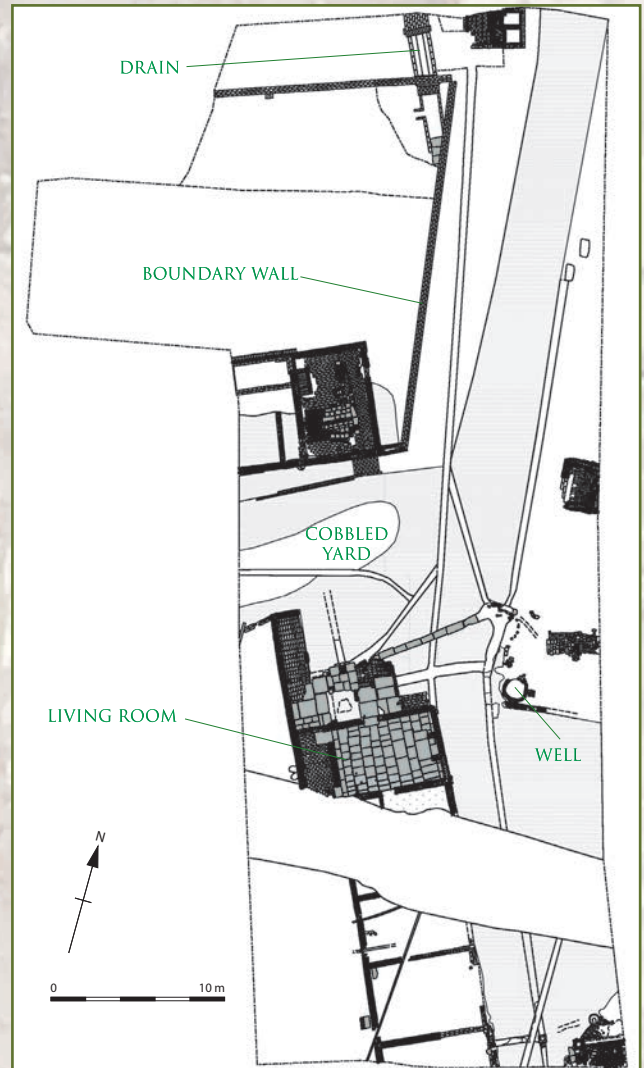 DRAIN
BOUNDARY WALL
COBBLED
YARD
LIVING ROOM
WELL
N
0 10 m